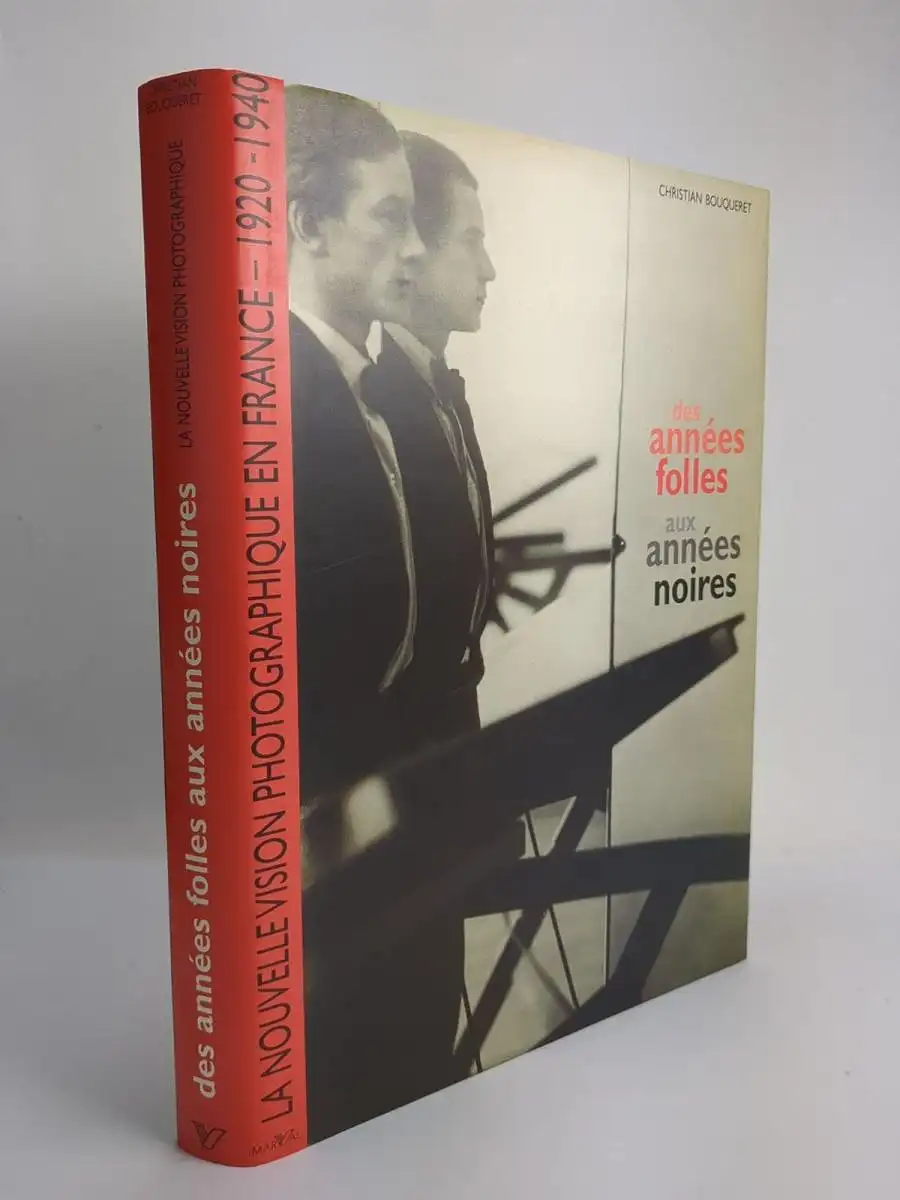 CHRISTIAN
BOUQUERET
LA NOUVELLE VISION PHOTOGRAPHIQUE
des années folles aux années noires
LA NOUVELLE VISION PHOTOGRAPHIQUE EN FRANCE – 1920 - 1940
MARVAL
CHRISTIAN BOUQUERET
des
années
folles
aux
années
noires